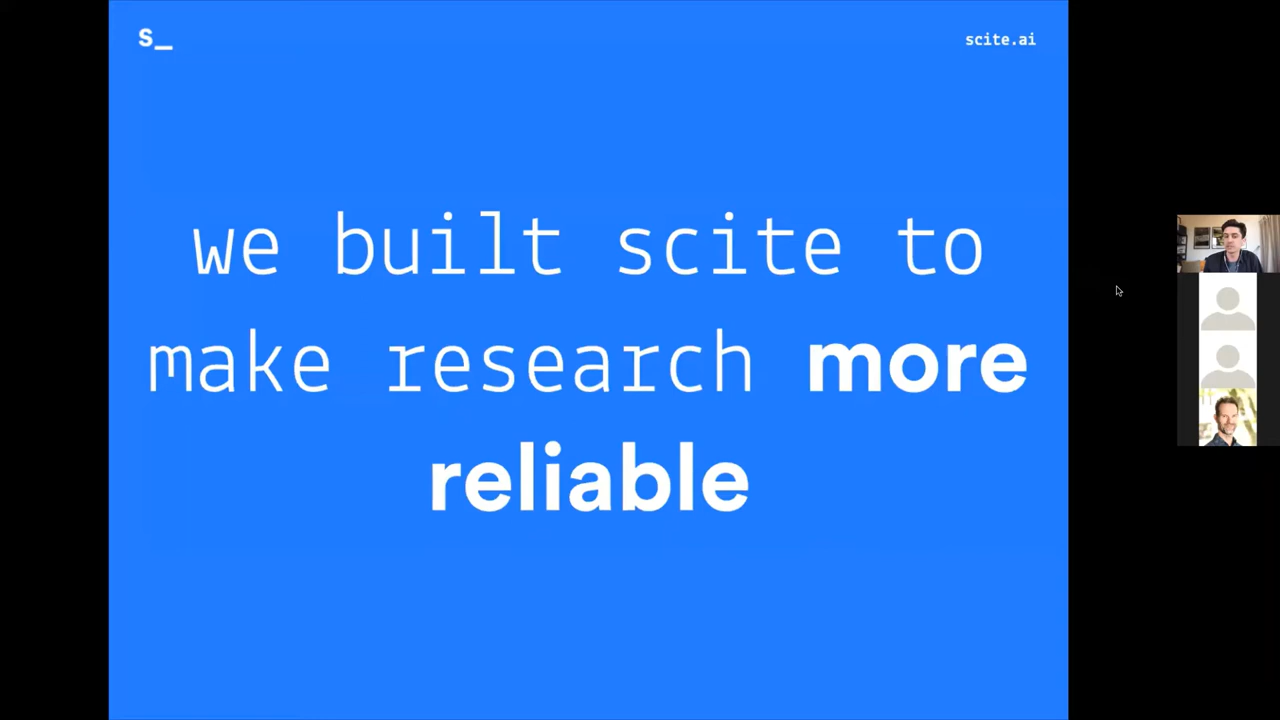 s_
scite.ai
we built scite to
make research more
reliable